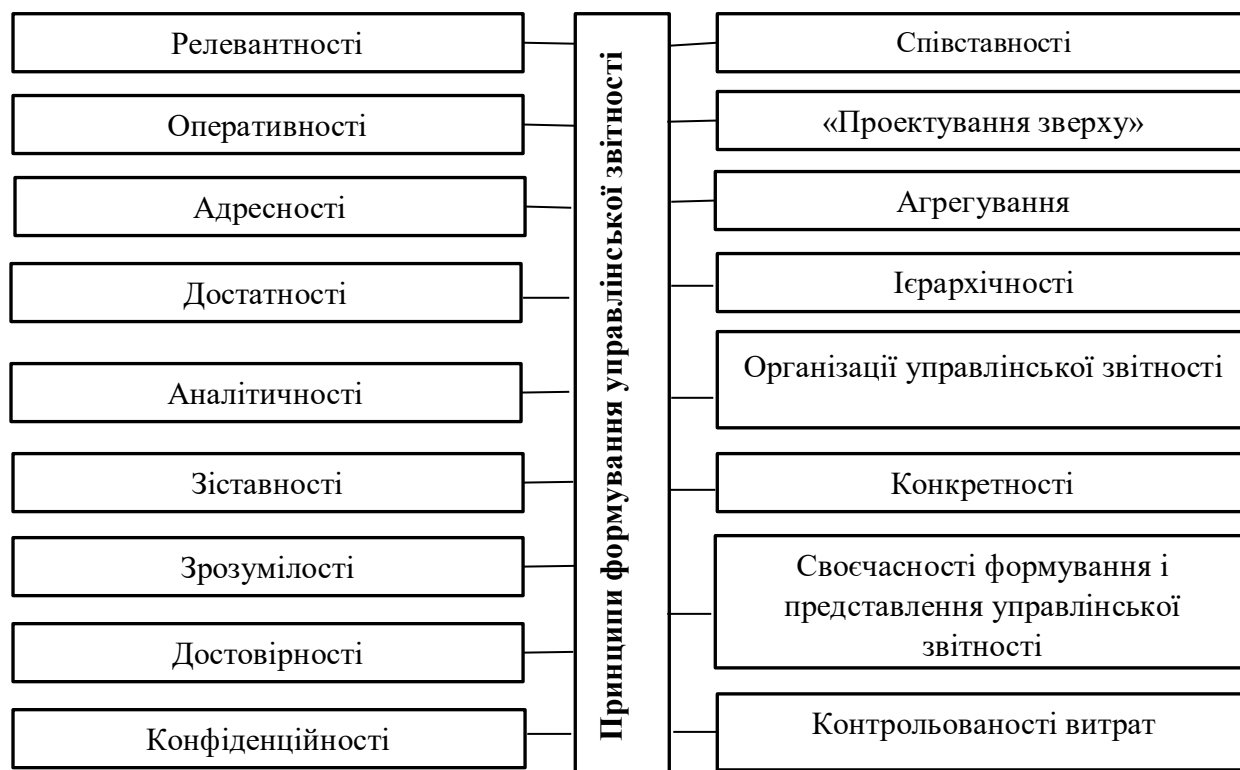 Релевантності
Оперативності
Адресності
Достатності
Аналітичності
Зіставності
Зрозумілості
Достовірності
Конфіденційності
Принципи формування управлінської звітності
Співставності
«Проектування зверху»
Агрегування
Ієрархічності
Організації управлінської звітності
Конкретності
Своєчасності формування і
представлення управлінської
звітності
Контрольованості витрат